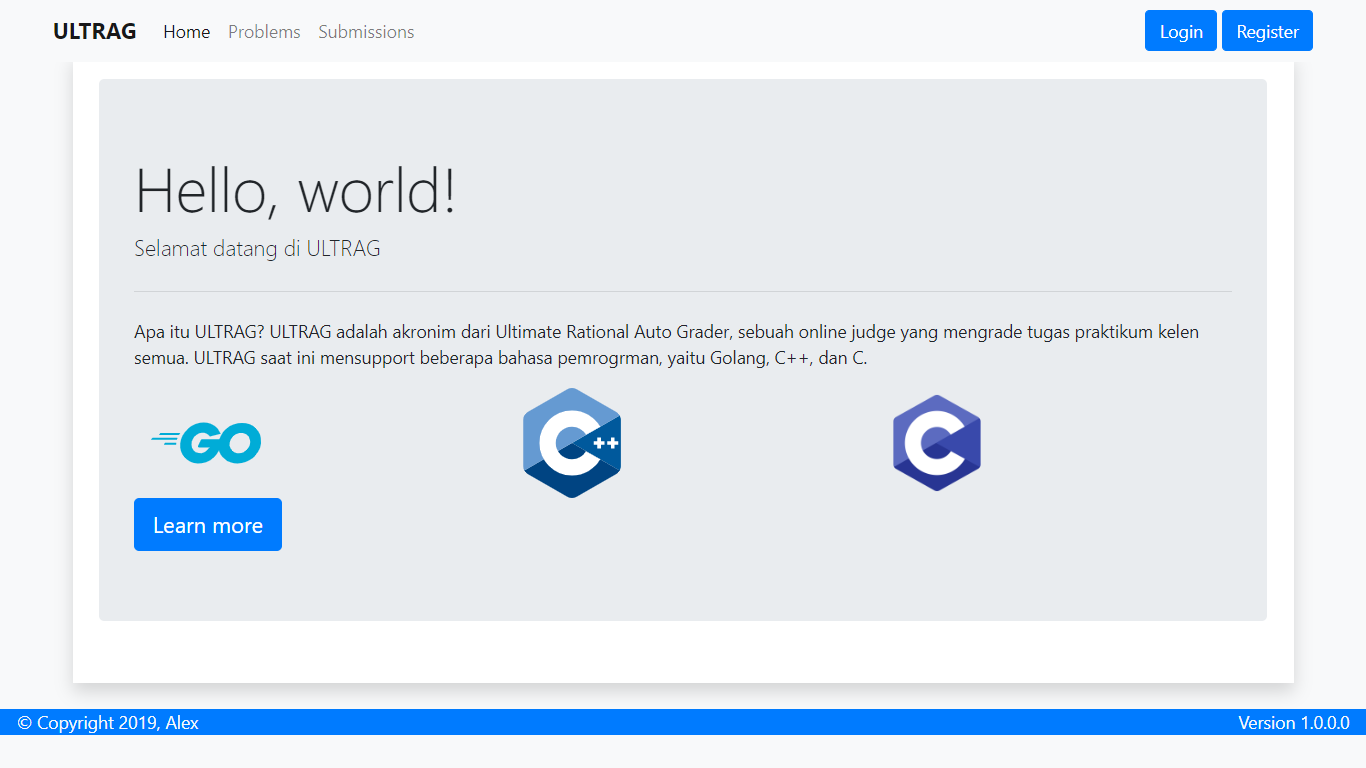 ULTRAG Home Problems Submissions Login Register
Hello, world!
Selamat datang di ULTRAG
Apa itu ULTRAG? ULTRAG adalah akronim dari Ultimate Rational Auto Grader, sebuah online judge yang mengrade tugas praktikum kelen
semua. ULTRAG saat ini mensupport beberapa bahasa pemrogrman, yaitu Golang, C++, dan C.
GO C++ C
Learn more
© Copyright 2019, Alex Version 1.0.0.0